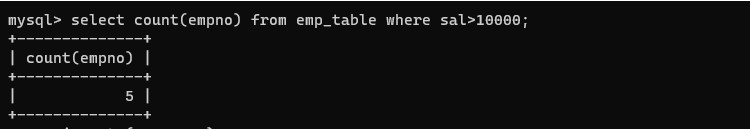 mysql> select count(empno) from emp_table where sal>10000;
+--------------+
| count(empno) |
+--------------+
|            5 |
+--------------+